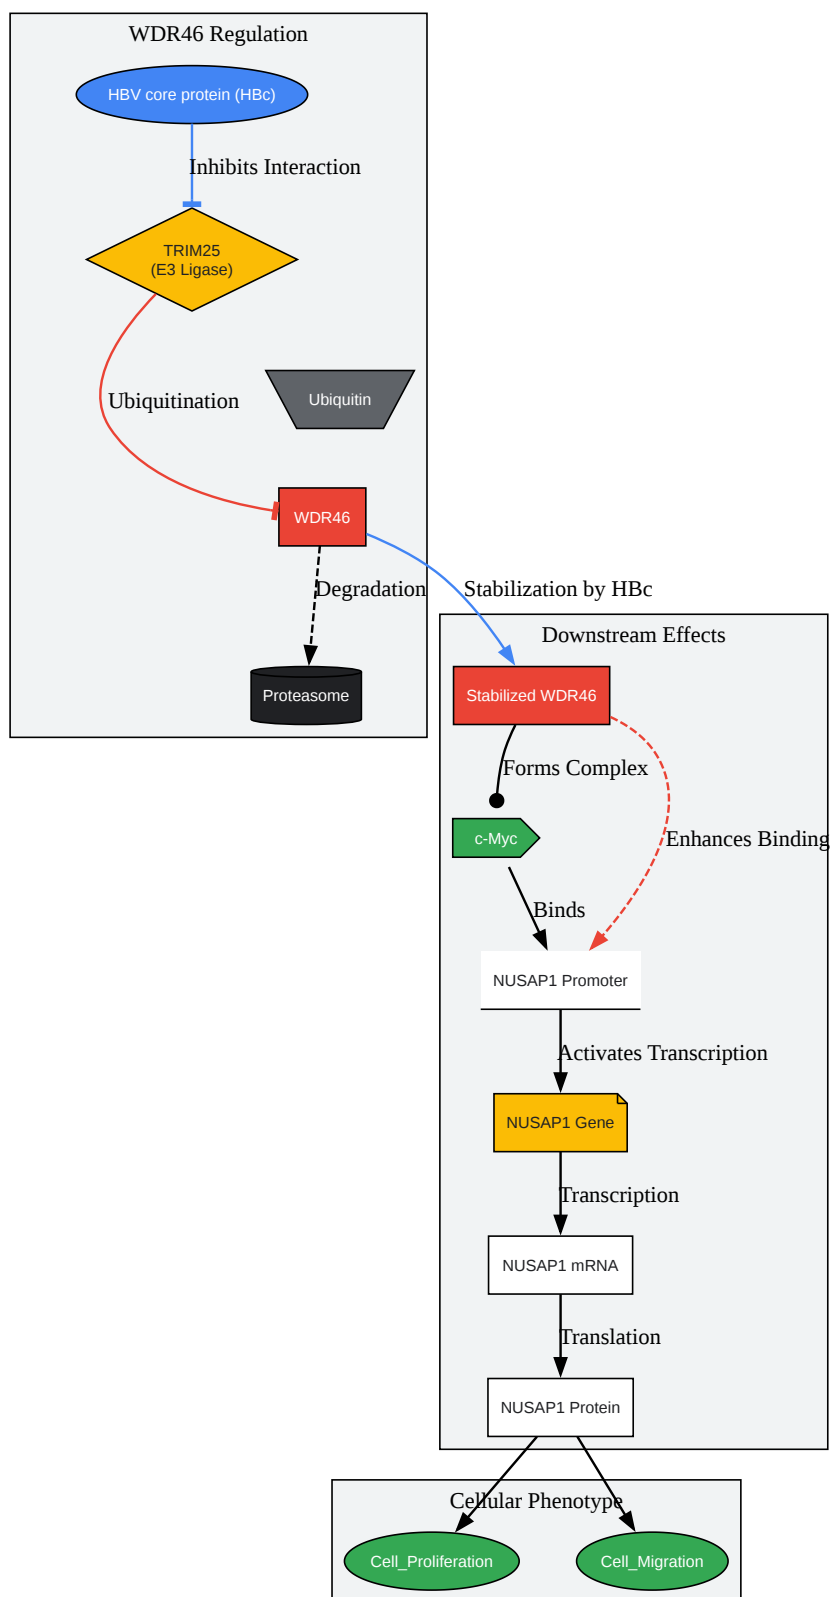 WDR46 Regulation
HBV core protein (HBc)
Inhibits Interaction
TRIM25
(E3 Ligase)
Ubiquitin
Ubiquitination
WDR46
Degradation
Stabilization by HBc
Downstream Effects
Proteasome
Stabilized WDR46
Forms Complex
c-Myc
Enhances Binding
Binds
NUSAP1 Promoter
Activates Transcription
NUSAP1 Gene
Transcription
NUSAP1 mRNA
Translation
NUSAP1 Protein
Cellular Phenotype
Cell_Proliferation
Cell_Migration